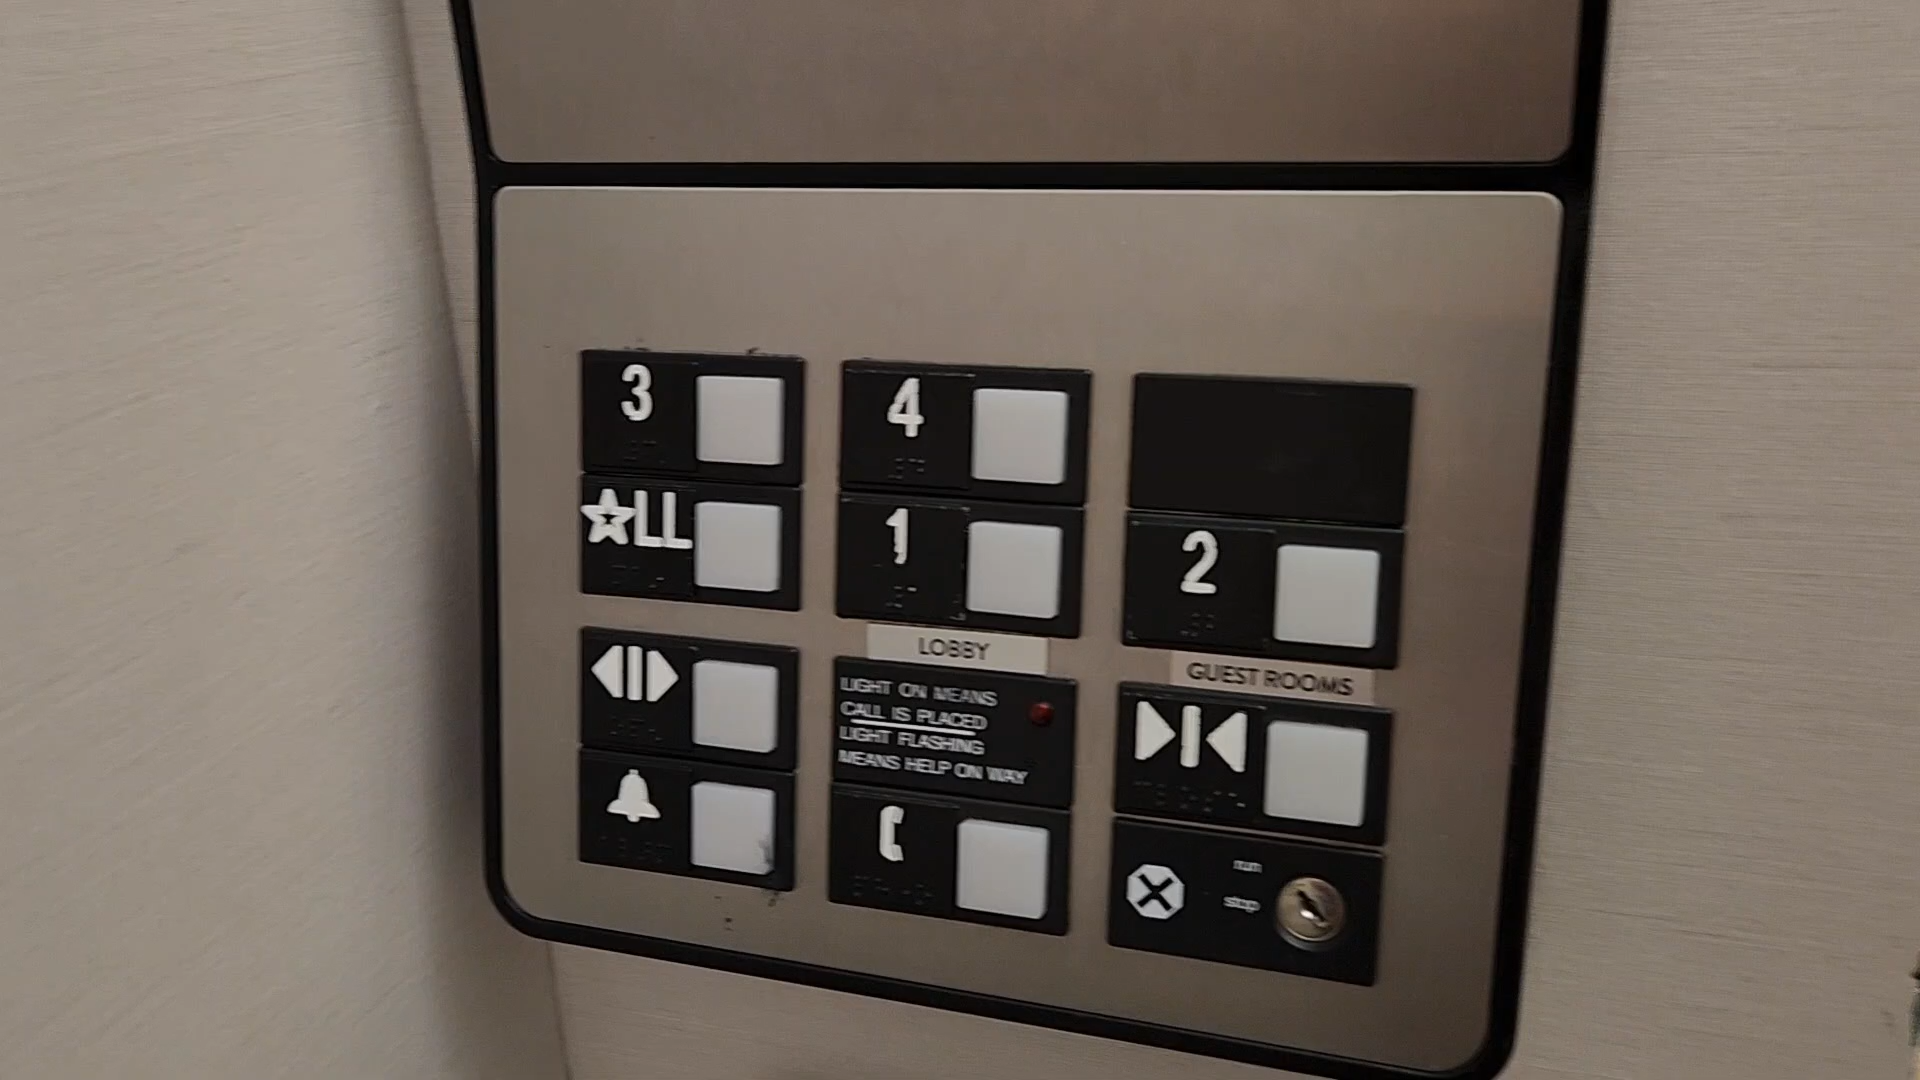 3
4
★LL
1
2
LOBBY
GUEST ROOMS
LIGHT ON MEANS
CALL IS PLACED
LIGHT FLASHING
MEANS HELP ON WAY
run
stop